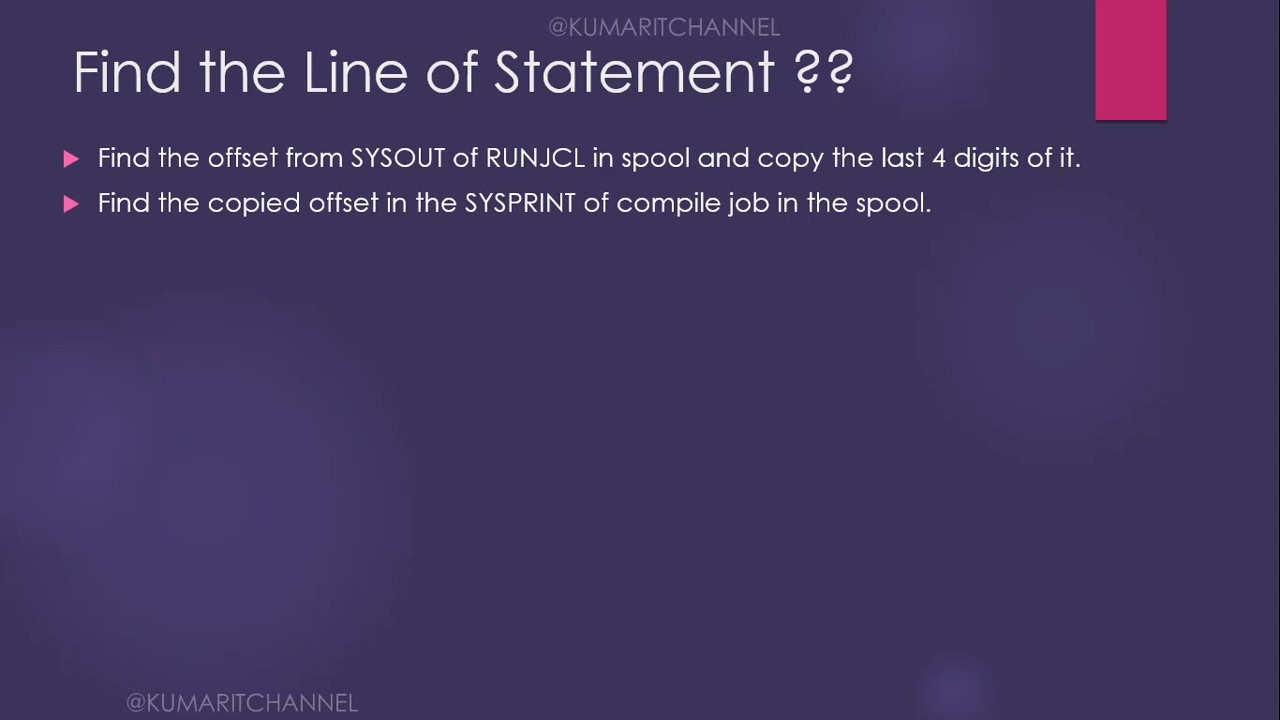 @KUMARITCHANNEL
Find the Line of Statement ??
Find the offset from SYSOUT of RUNJCL in spool and copy the last 4 digits of it.
Find the copied offset in the SYSPRINT of compile job in the spool.
@KUMARITCHANNEL